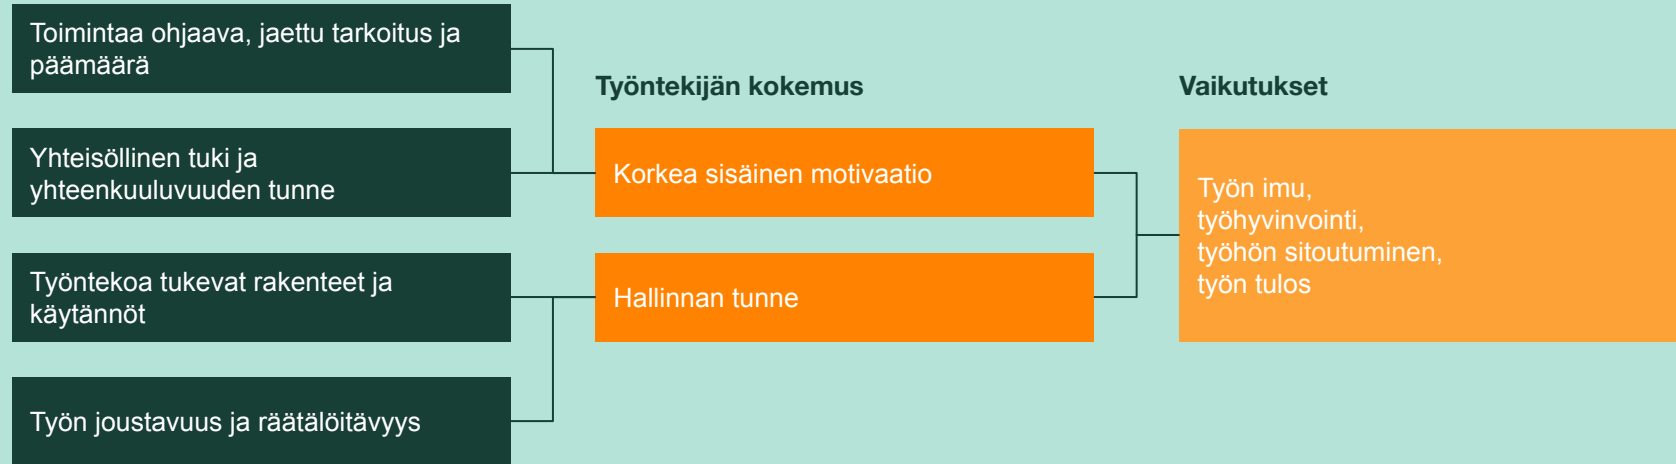 Toimintaa ohjaava, jaettu tarkoitus ja
päämäärä
Yhteisöllinen tuki ja
yhteenkuuluvuuden tunne
Työntekoa tukevat rakenteet ja
käytännöt
Työn joustavuus ja räätälöitävyys
Työntekijän kokemus
Korkea sisäinen motivaatio
Hallinnan tunne
Vaikutukset
Työn imu,
työhyvinvointi,
työhön sitoutuminen,
työn tulos